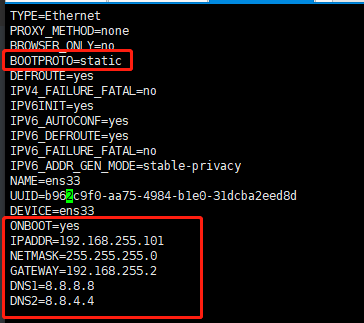 TYPE=Ethernet
PROXY_METHOD=none
BROWSER_ONLY=no
BOOTPROTO=static
DEFROUTE=yes
IPV4_FAILURE_FATAL=no
IPV6INIT=yes
IPV6_AUTOCONF=yes
IPV6_DEFROUTE=yes
IPV6_FAILURE_FATAL=no
IPV6_ADDR_GEN_MODE=stable-privacy
NAME=ens33
UUID=b962c9f0-aa75-4984-b1e0-31dcba2eed8d
DEVICE=ens33
ONBOOT=yes
IPADDR=192.168.255.101
NETMASK=255.255.255.0
GATEWAY=192.168.255.2
DNS1=8.8.8.8
DNS2=8.8.4.4